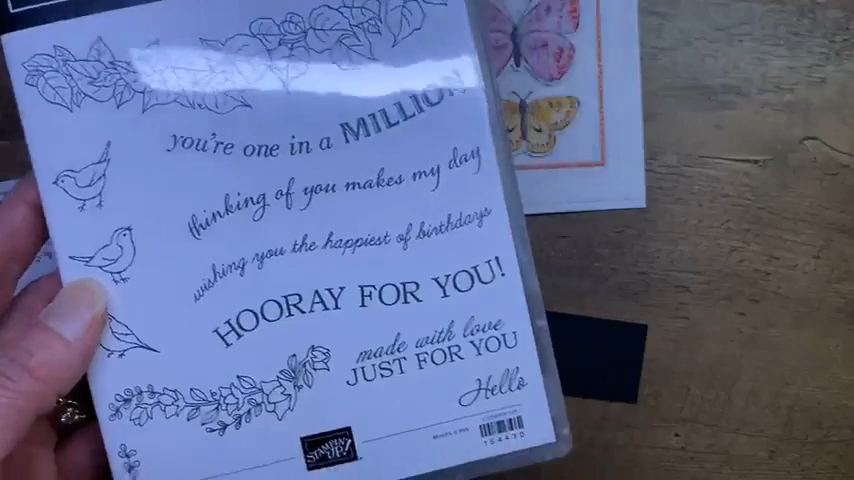 you're one in a MILLION
thinking of you makes my day
wishing you the happiest of birthdays
HOORAY FOR YOU!
made with love
JUST FOR YOU
Hello
STAMPIN' UP!
154420